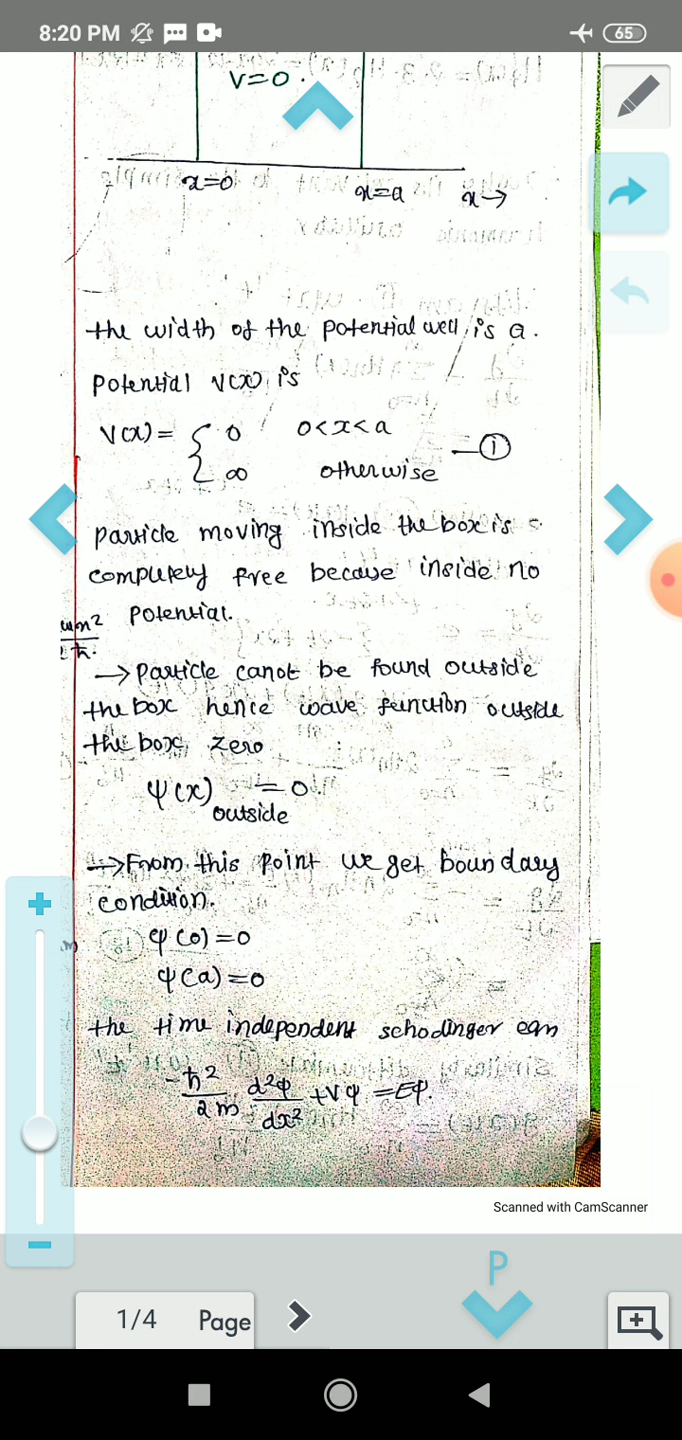 8:20 PM
65
V=0.
x=0
x=a
x→
the width of the potential well is a.
potential V(x) is
V(x) = { 0 0<x<a
∞ otherwise —①
particle moving inside the box is
completely free because inside no
potential.
→ particle canot be found outside
the box hence wave function outside
the box zero
ψ(x) outside = 0
→ From this point we get boundary
condition.
ψ(0)=0
ψ(a)=0
the time independent schodinger eqn
-ħ²/2m d²ψ/dx² + Vψ = Eψ.
Scanned with CamScanner
P
1/4 Page